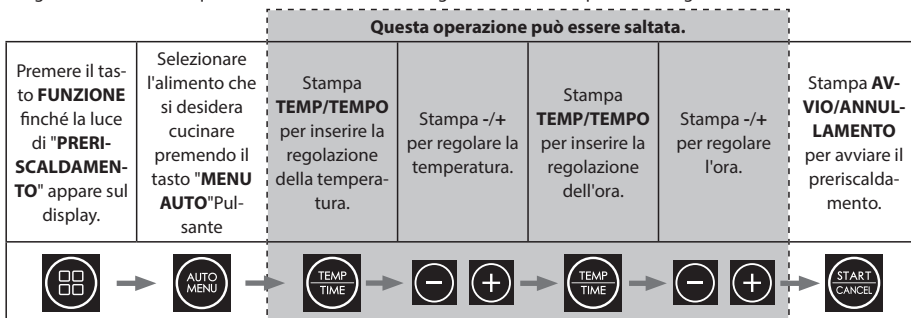 Questa operazione può essere saltata.
Premere il tas-
to FUNZIONE
finché la luce
di "PRERI-
SCALDAMEN-
TO" appare sul
display.
Selezionare
l'alimento che
si desidera
cucinare
premendo il
tasto "MENU
AUTO"Pul-
sante
Stampa
TEMP/TEMPO
per inserire la
regolazione
della tempera-
tura.
Stampa -/+
per regolare la
temperatura.
Stampa
TEMP/TEMPO
per inserire la
regolazione
dell'ora.
Stampa -/+
per regolare
l'ora.
Stampa AV-
VIO/ANNUL-
LAMENTO
per avviare il
preriscalda-
mento.
AUTO
MENU
TEMP
TIME
TEMP
TIME
START
CANCEL